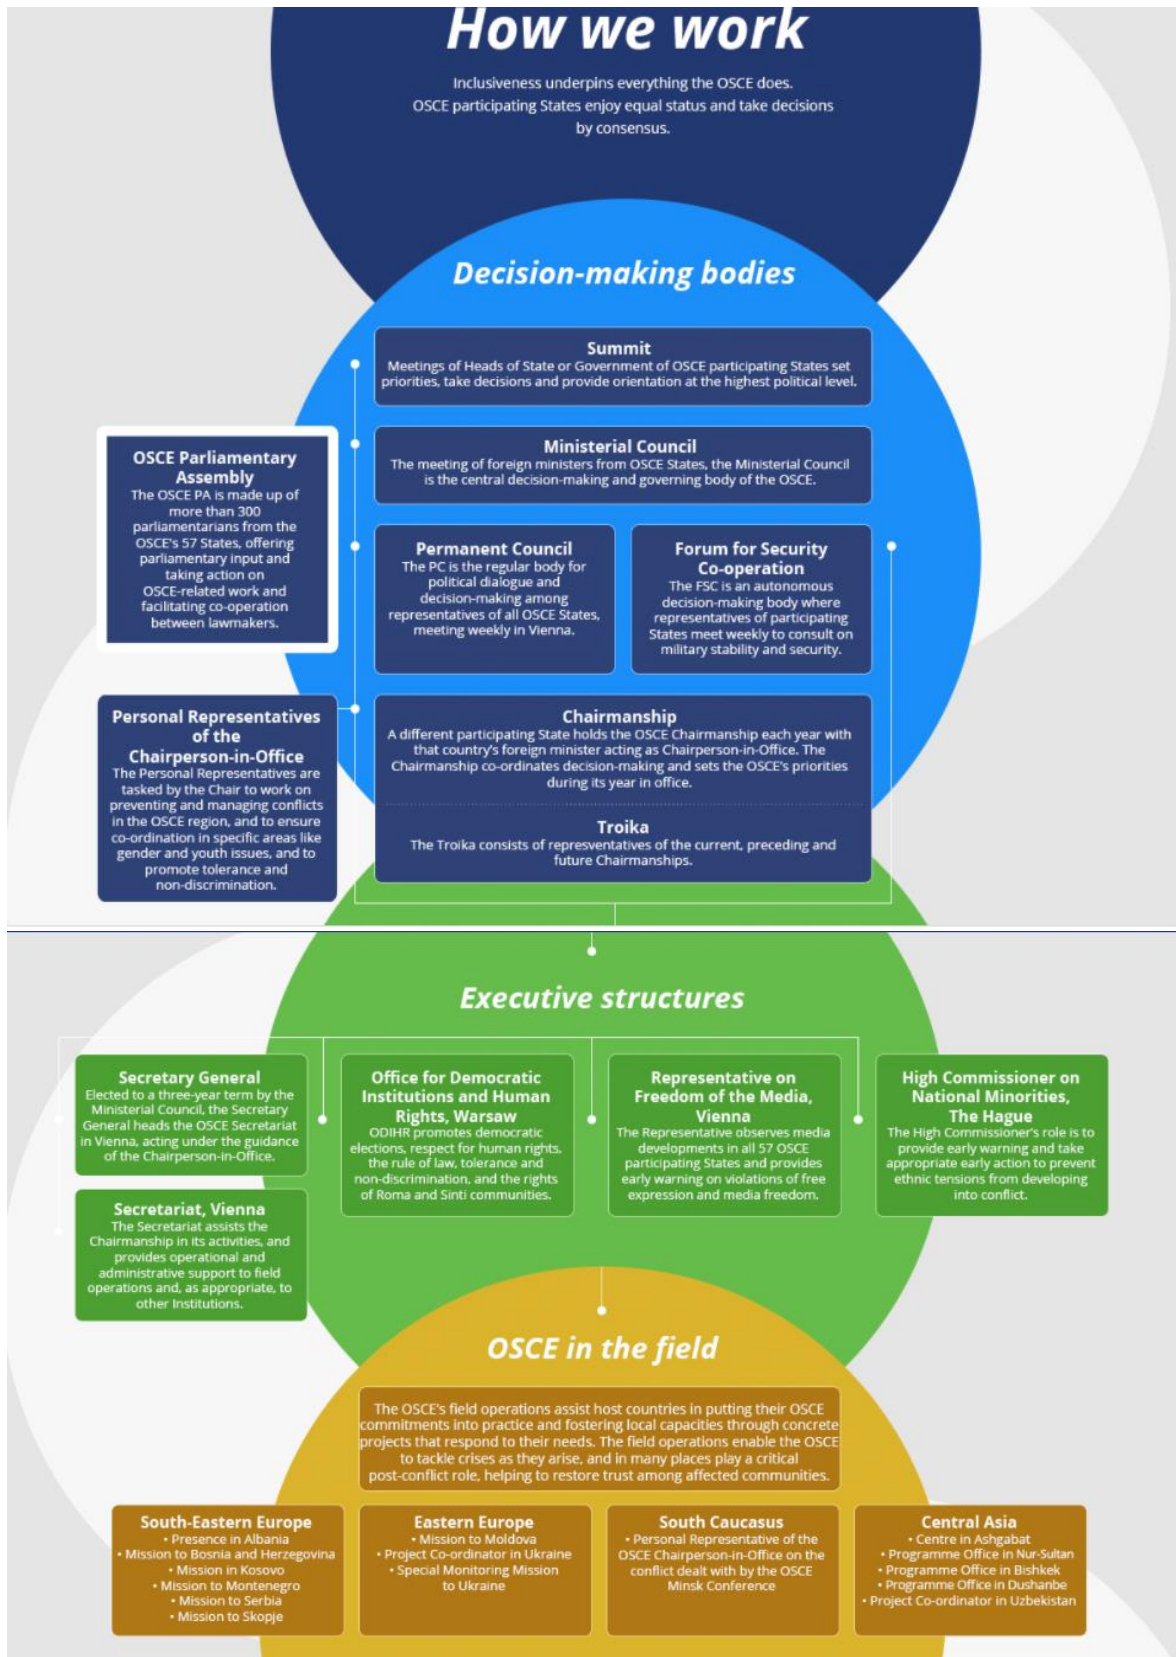 How we work
Inclusiveness underpins everything the OSCE does.
OSCE participating States enjoy equal status and take decisions
by consensus.
Decision-making bodies
Summit
Meetings of Heads of State or Government of OSCE participating States set
priorities, take decisions and provide orientation at the highest political level.
Ministerial Council
The meeting of foreign ministers from OSCE States, the Ministerial Council
is the central decision-making and governing body of the OSCE.
OSCE Parliamentary
Assembly
The OSCE PA is made up of
more than 300
parliamentarians from the
OSCE's 57 States, offering
parliamentary input and
taking action on
OSCE-related work and
facilitating co-operation
between lawmakers.
Permanent Council
The PC is the regular body for
political dialogue and
decision-making among
representatives of all OSCE States,
meeting weekly in Vienna.
Forum for Security
Co-operation
The FSC is an autonomous
decision-making body where
representatives of participating
States meet weekly to consult on
military stability and security.
Personal Representatives
of the
Chairperson-in-Office
The Personal Representatives are
tasked by the Chair to work on
preventing and managing conflicts
in the OSCE region, and to ensure
co-ordination in specific areas like
gender and youth issues, and to
promote tolerance and
non-discrimination.
Chairmanship
A different participating State holds the OSCE Chairmanship each year with
that country's foreign minister acting as Chairperson-in-Office. The
Chairmanship co-ordinates decision-making and sets the OSCE's priorities
during its year in office.
Troika
The Troika consists of represventatives of the current, preceding and
future Chairmanships.
Executive structures
Secretary General
Elected to a three-year term by the
Ministerial Council, the Secretary
General heads the OSCE Secretariat
in Vienna, acting under the guidance
of the Chairperson-in-Office.
Secretariat, Vienna
The Secretariat assists the
Chairmanship in its activities, and
provides operational and
administrative support to field
operations and, as appropriate, to
other Institutions.
Office for Democratic
Institutions and Human
Rights, Warsaw
ODIHR promotes democratic
elections, respect for human rights,
the rule of law, tolerance and
non-discrimination, and the rights
of Roma and Sinti communities.
Representative on
Freedom of the Media,
Vienna
The Representative observes media
developments in all 57 OSCE
participating States and provides
early warning on violations of free
expression and media freedom.
High Commissioner on
National Minorities,
The Hague
The High Commissioner's role is to
provide early warning and take
appropriate early action to prevent
ethnic tensions from developing
into conflict.
OSCE in the field
The OSCE's field operations assist host countries in putting their OSCE
commitments into practice and fostering local capacities through concrete
projects that respond to their needs. The field operations enable the OSCE
to tackle crises as they arise, and in many places play a critical
post-conflict role, helping to restore trust among affected communities.
South-Eastern Europe
• Presence in Albania
• Mission to Bosnia and Herzegovina
• Mission in Kosovo
• Mission to Montenegro
• Mission to Serbia
• Mission to Skopje
Eastern Europe
• Mission to Moldova
• Project Co-ordinator in Ukraine
• Special Monitoring Mission
to Ukraine
South Caucasus
• Personal Representative of the
OSCE Chairperson-in-Office on the
conflict dealt with by the OSCE
Minsk Conference
Central Asia
• Centre in Ashgabat
• Programme Office in Nur-Sultan
• Programme Office in Bishkek
• Programme Office in Dushanbe
• Project Co-ordinator in Uzbekistan